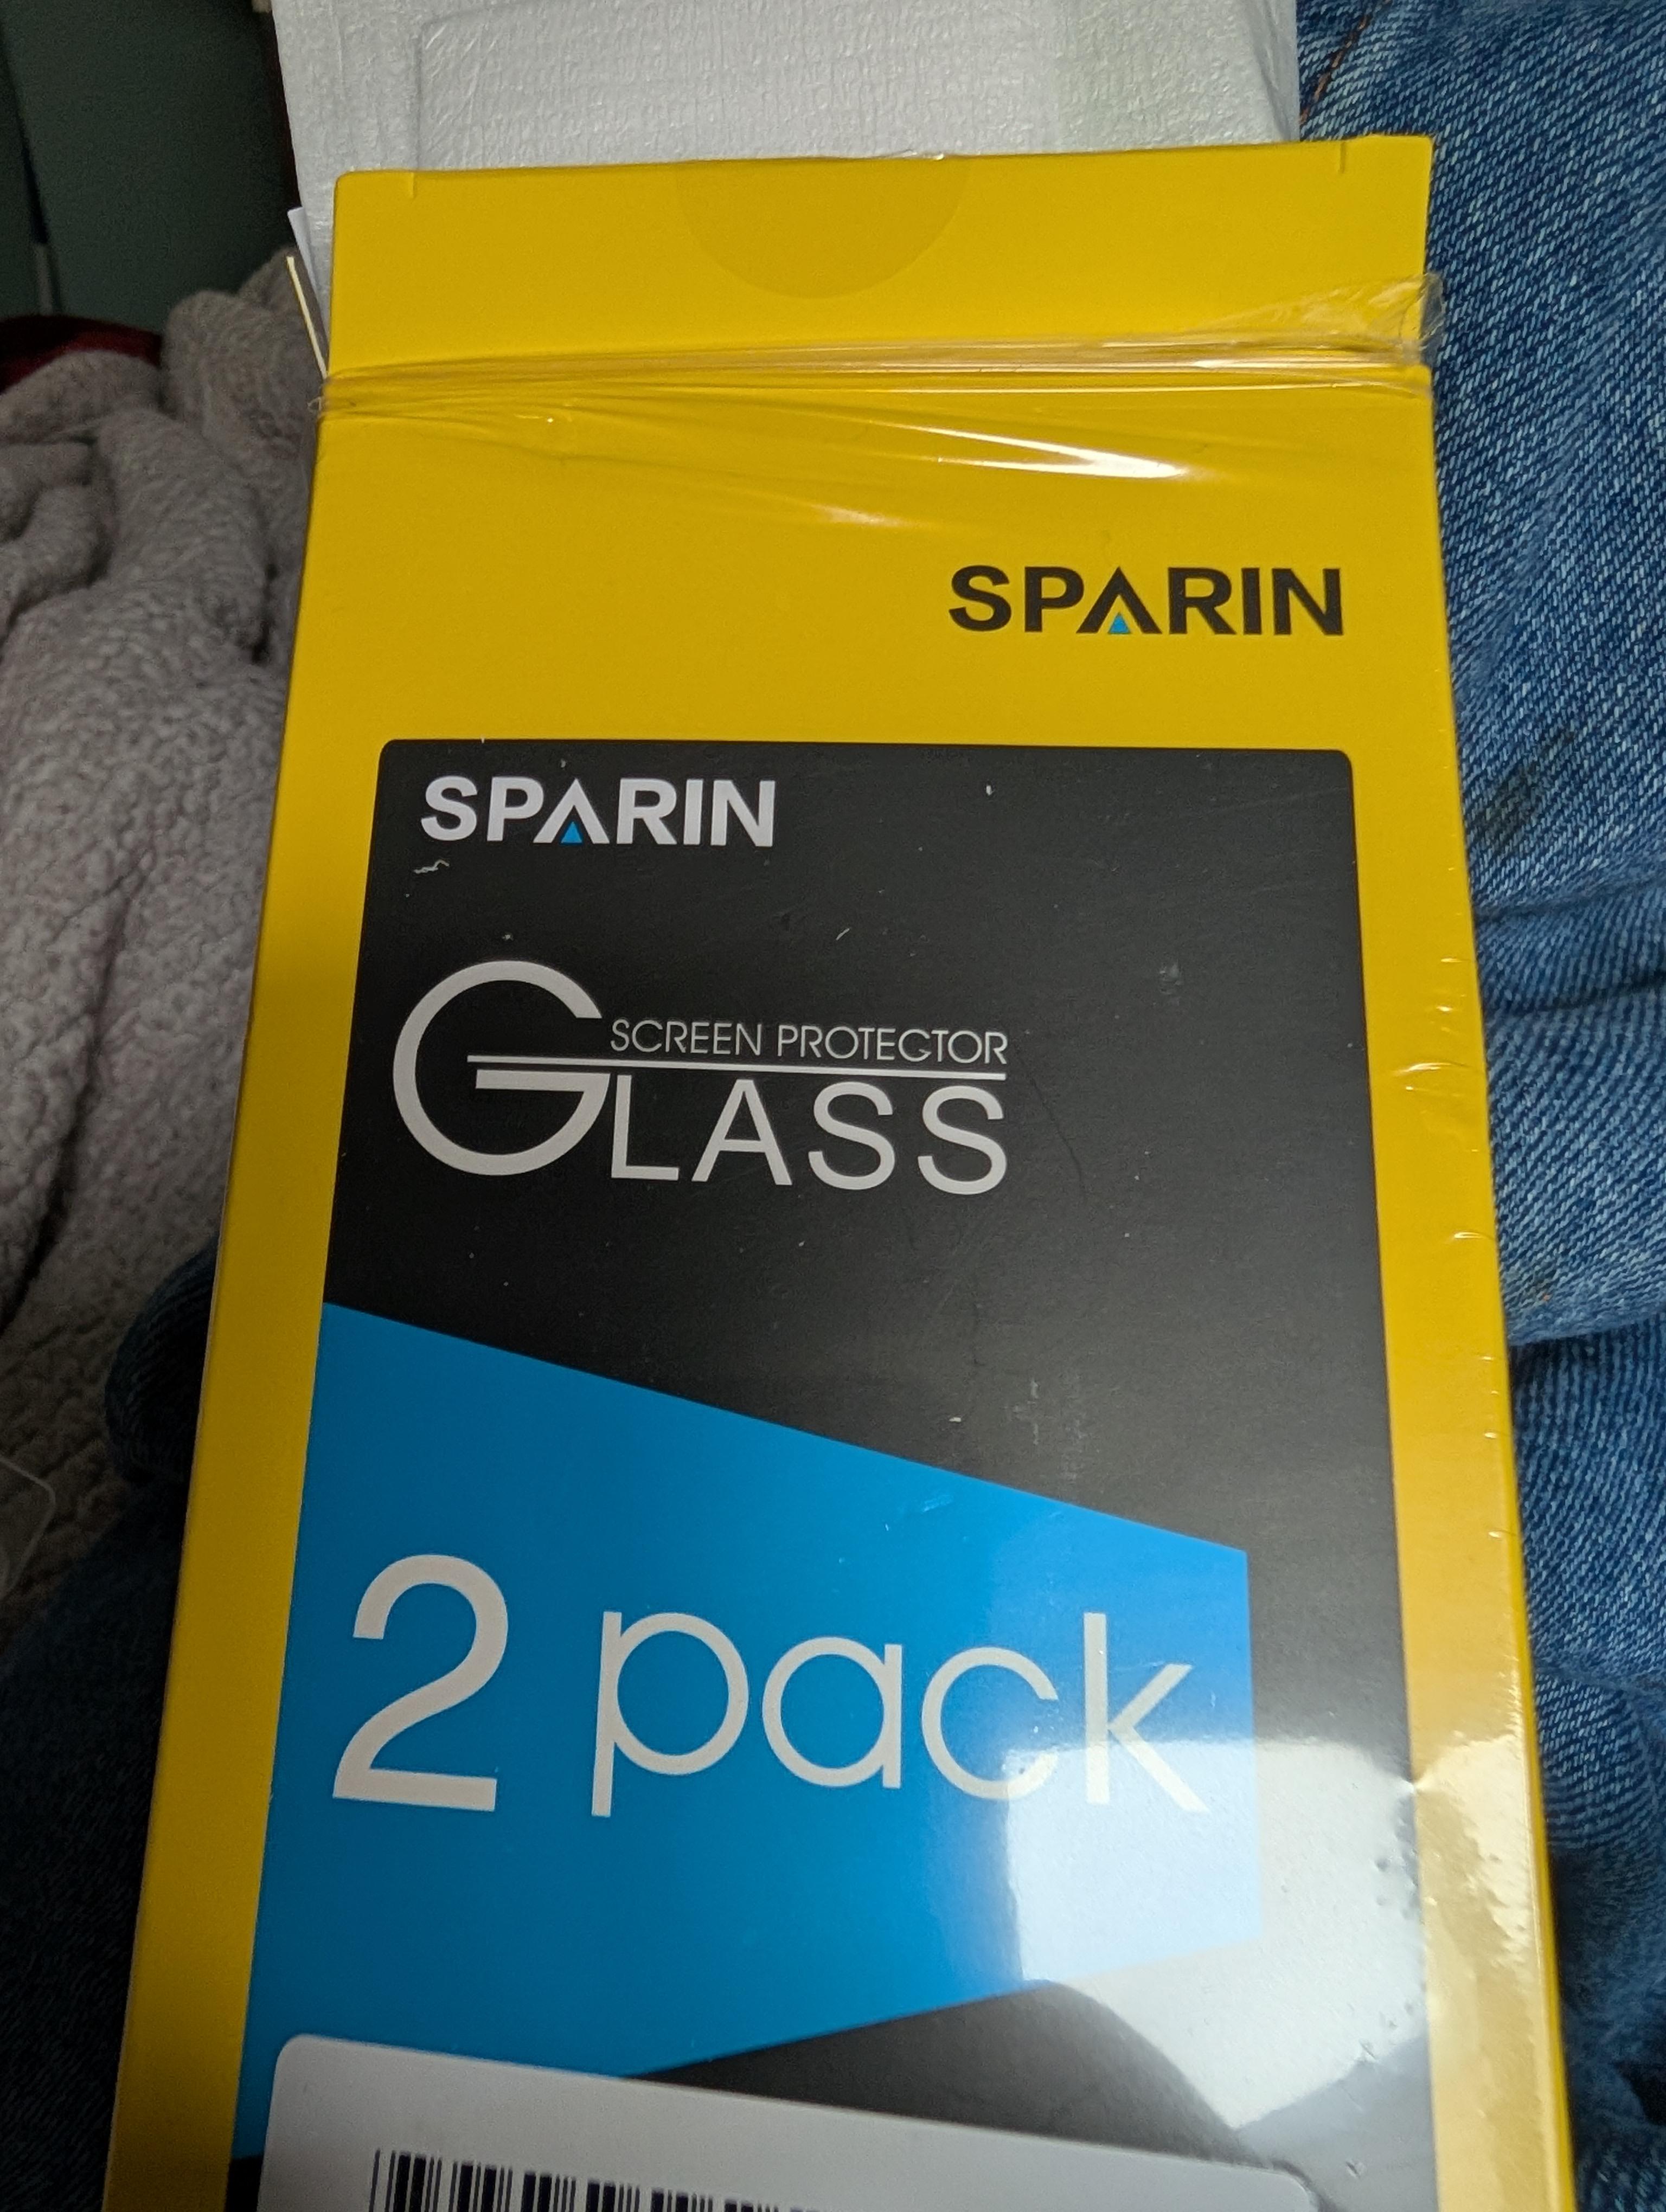 SPARIN
SPARIN
SCREEN PROTECTOR
GLASS
2 pack